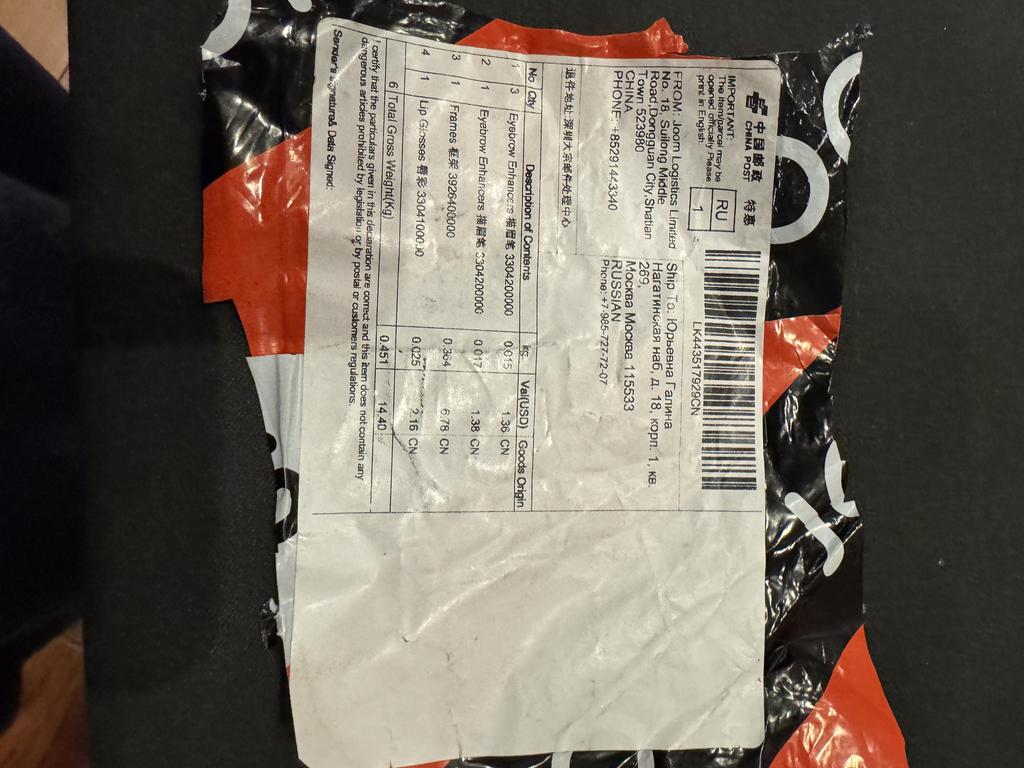 中国邮政
CHINA POST
特惠
IMPORTANT:
The item/parcel may be
opened officially Please
print in English.
RU
1
LK443517929CN
FROM: Joom Logistics Limited
No. 18, Suilong Middle
Road,Dongguan City,Shatian
Town 523980
CHINA
PHONE: +85291443340
Ship To: Юрьевна Галина
Нагатинская наб, д. 18, корп. 1, кв.
269,
Москва Москва 115533
RUSSIAN
Phone: +7-985-727-72-07
退件地址:深圳大宗邮件处理中心
No Qty Description of Contents kg. Val(USD) Goods Origin
1 3 Eyebrow Enhancers 描眉笔 3304200000 0.015 1.36 CN
2 1 Eyebrow Enhancers 描眉笔 3304200000 0.017 1.38 CN
3 1 Frames 框架 3926400000 0.364 6.78 CN
4 1 Lip Glosses 唇彩 3304100000 0.025 2.16 CN
6 Total Gross Weight(Kg) 0.451 14.40
I certify that the particulars given in this declaration are correct and this item does not contain any
dangerous articles prohibited by legislation or by postal or customers regulations.
Sender's signature& Data Signed: